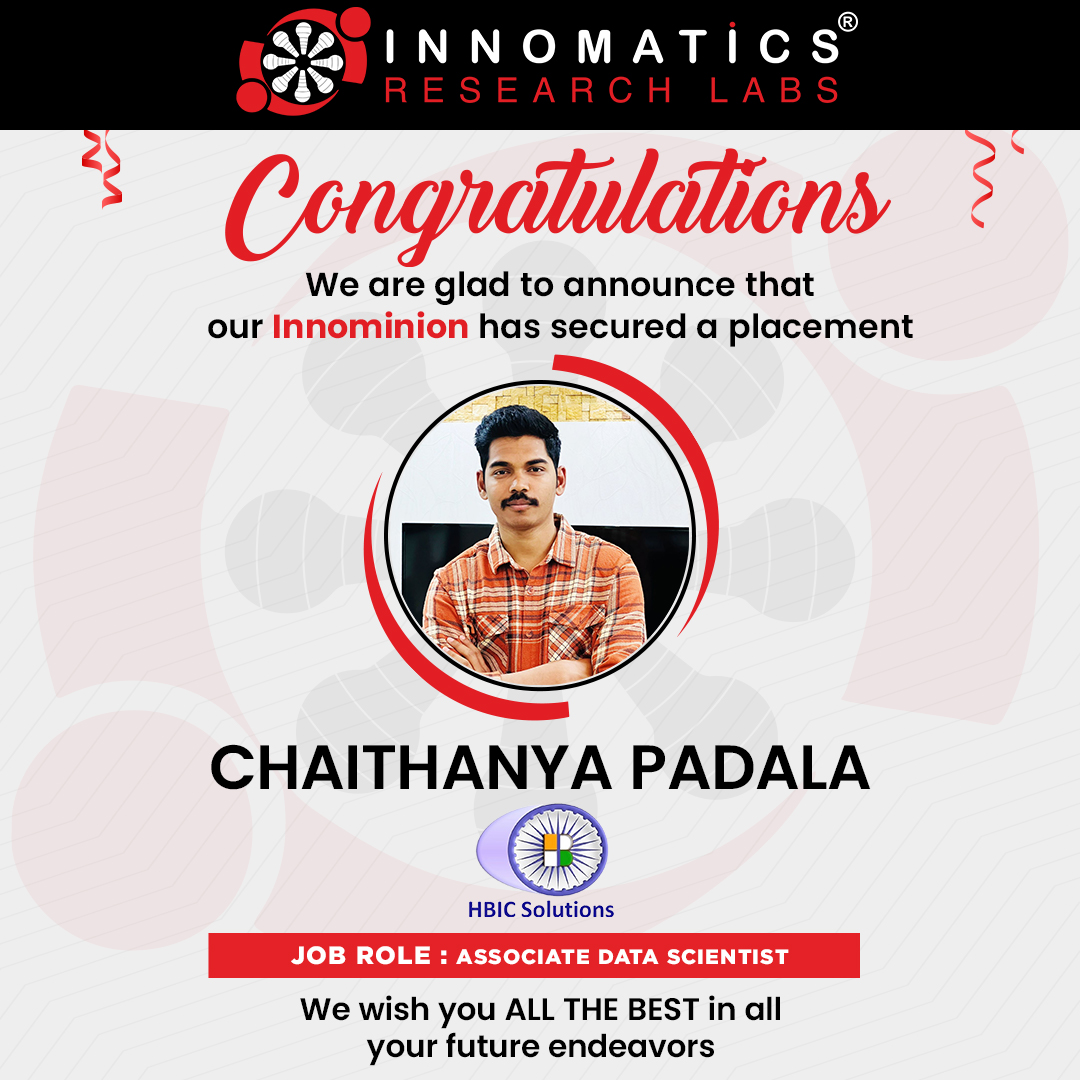 INNOMATICS®
RESEARCH LABS
Congratulations
We are glad to announce that
our Innominion has secured a placement
CHAITHANYA PADALA
HB
HBIC Solutions
JOB ROLE : ASSOCIATE DATA SCIENTIST
We wish you ALL THE BEST in all
your future endeavors